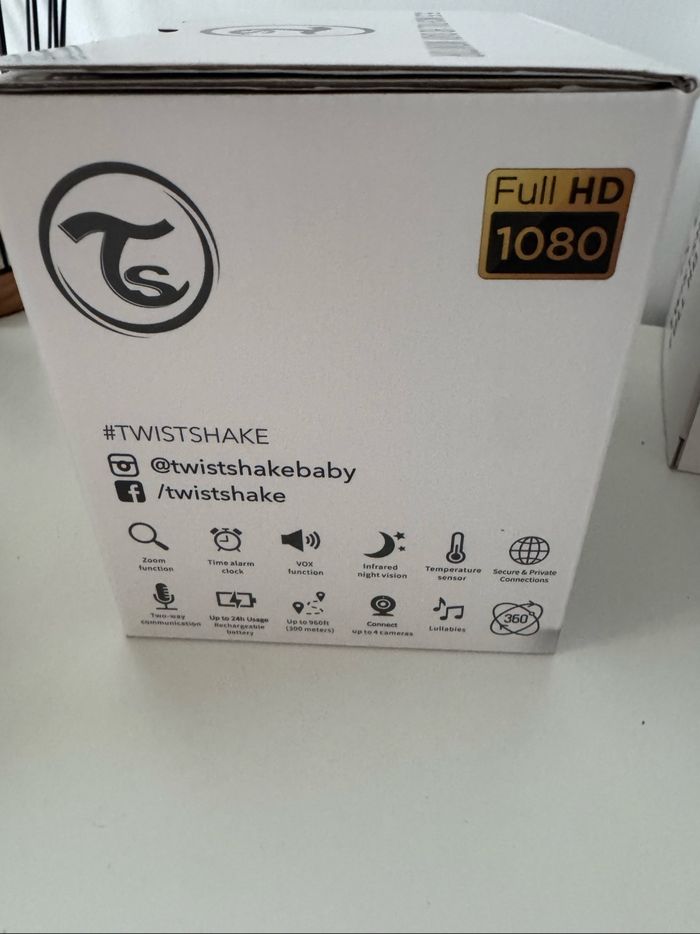 Ts
Full HD
1080
#TWISTSHAKE
@twistshakebaby
/twistshake
Zoom
function
Time alarm
clock
VOX
function
Infrared
night vision
Temperature
sensor
Secure & Private
Connections
Two-way
communication
Up to 24h Usage
Rechargeable
battery
Up to 960ft
(300 meters)
Connect
up to 4 cameras
Lullabies
360°